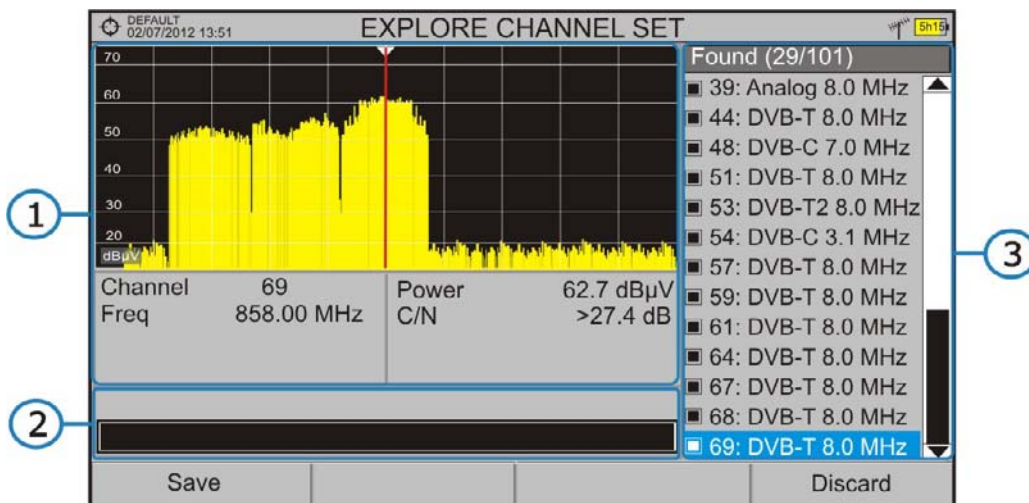 DEFAULT
02/07/2012 13:51
EXPLORE CHANNEL SET
5h15
70
60
50
40
30
20
dBµV
Channel 69
Freq 858.00 MHz
Power 62.7 dBµV
C/N >27.4 dB
Found (29/101)
39: Analog 8.0 MHz
44: DVB-T 8.0 MHz
48: DVB-C 7.0 MHz
51: DVB-T 8.0 MHz
53: DVB-T2 8.0 MHz
54: DVB-C 3.1 MHz
57: DVB-T 8.0 MHz
59: DVB-T 8.0 MHz
61: DVB-T 8.0 MHz
64: DVB-T 8.0 MHz
67: DVB-T 8.0 MHz
68: DVB-T 8.0 MHz
69: DVB-T 8.0 MHz
Save
Discard
1
2
3